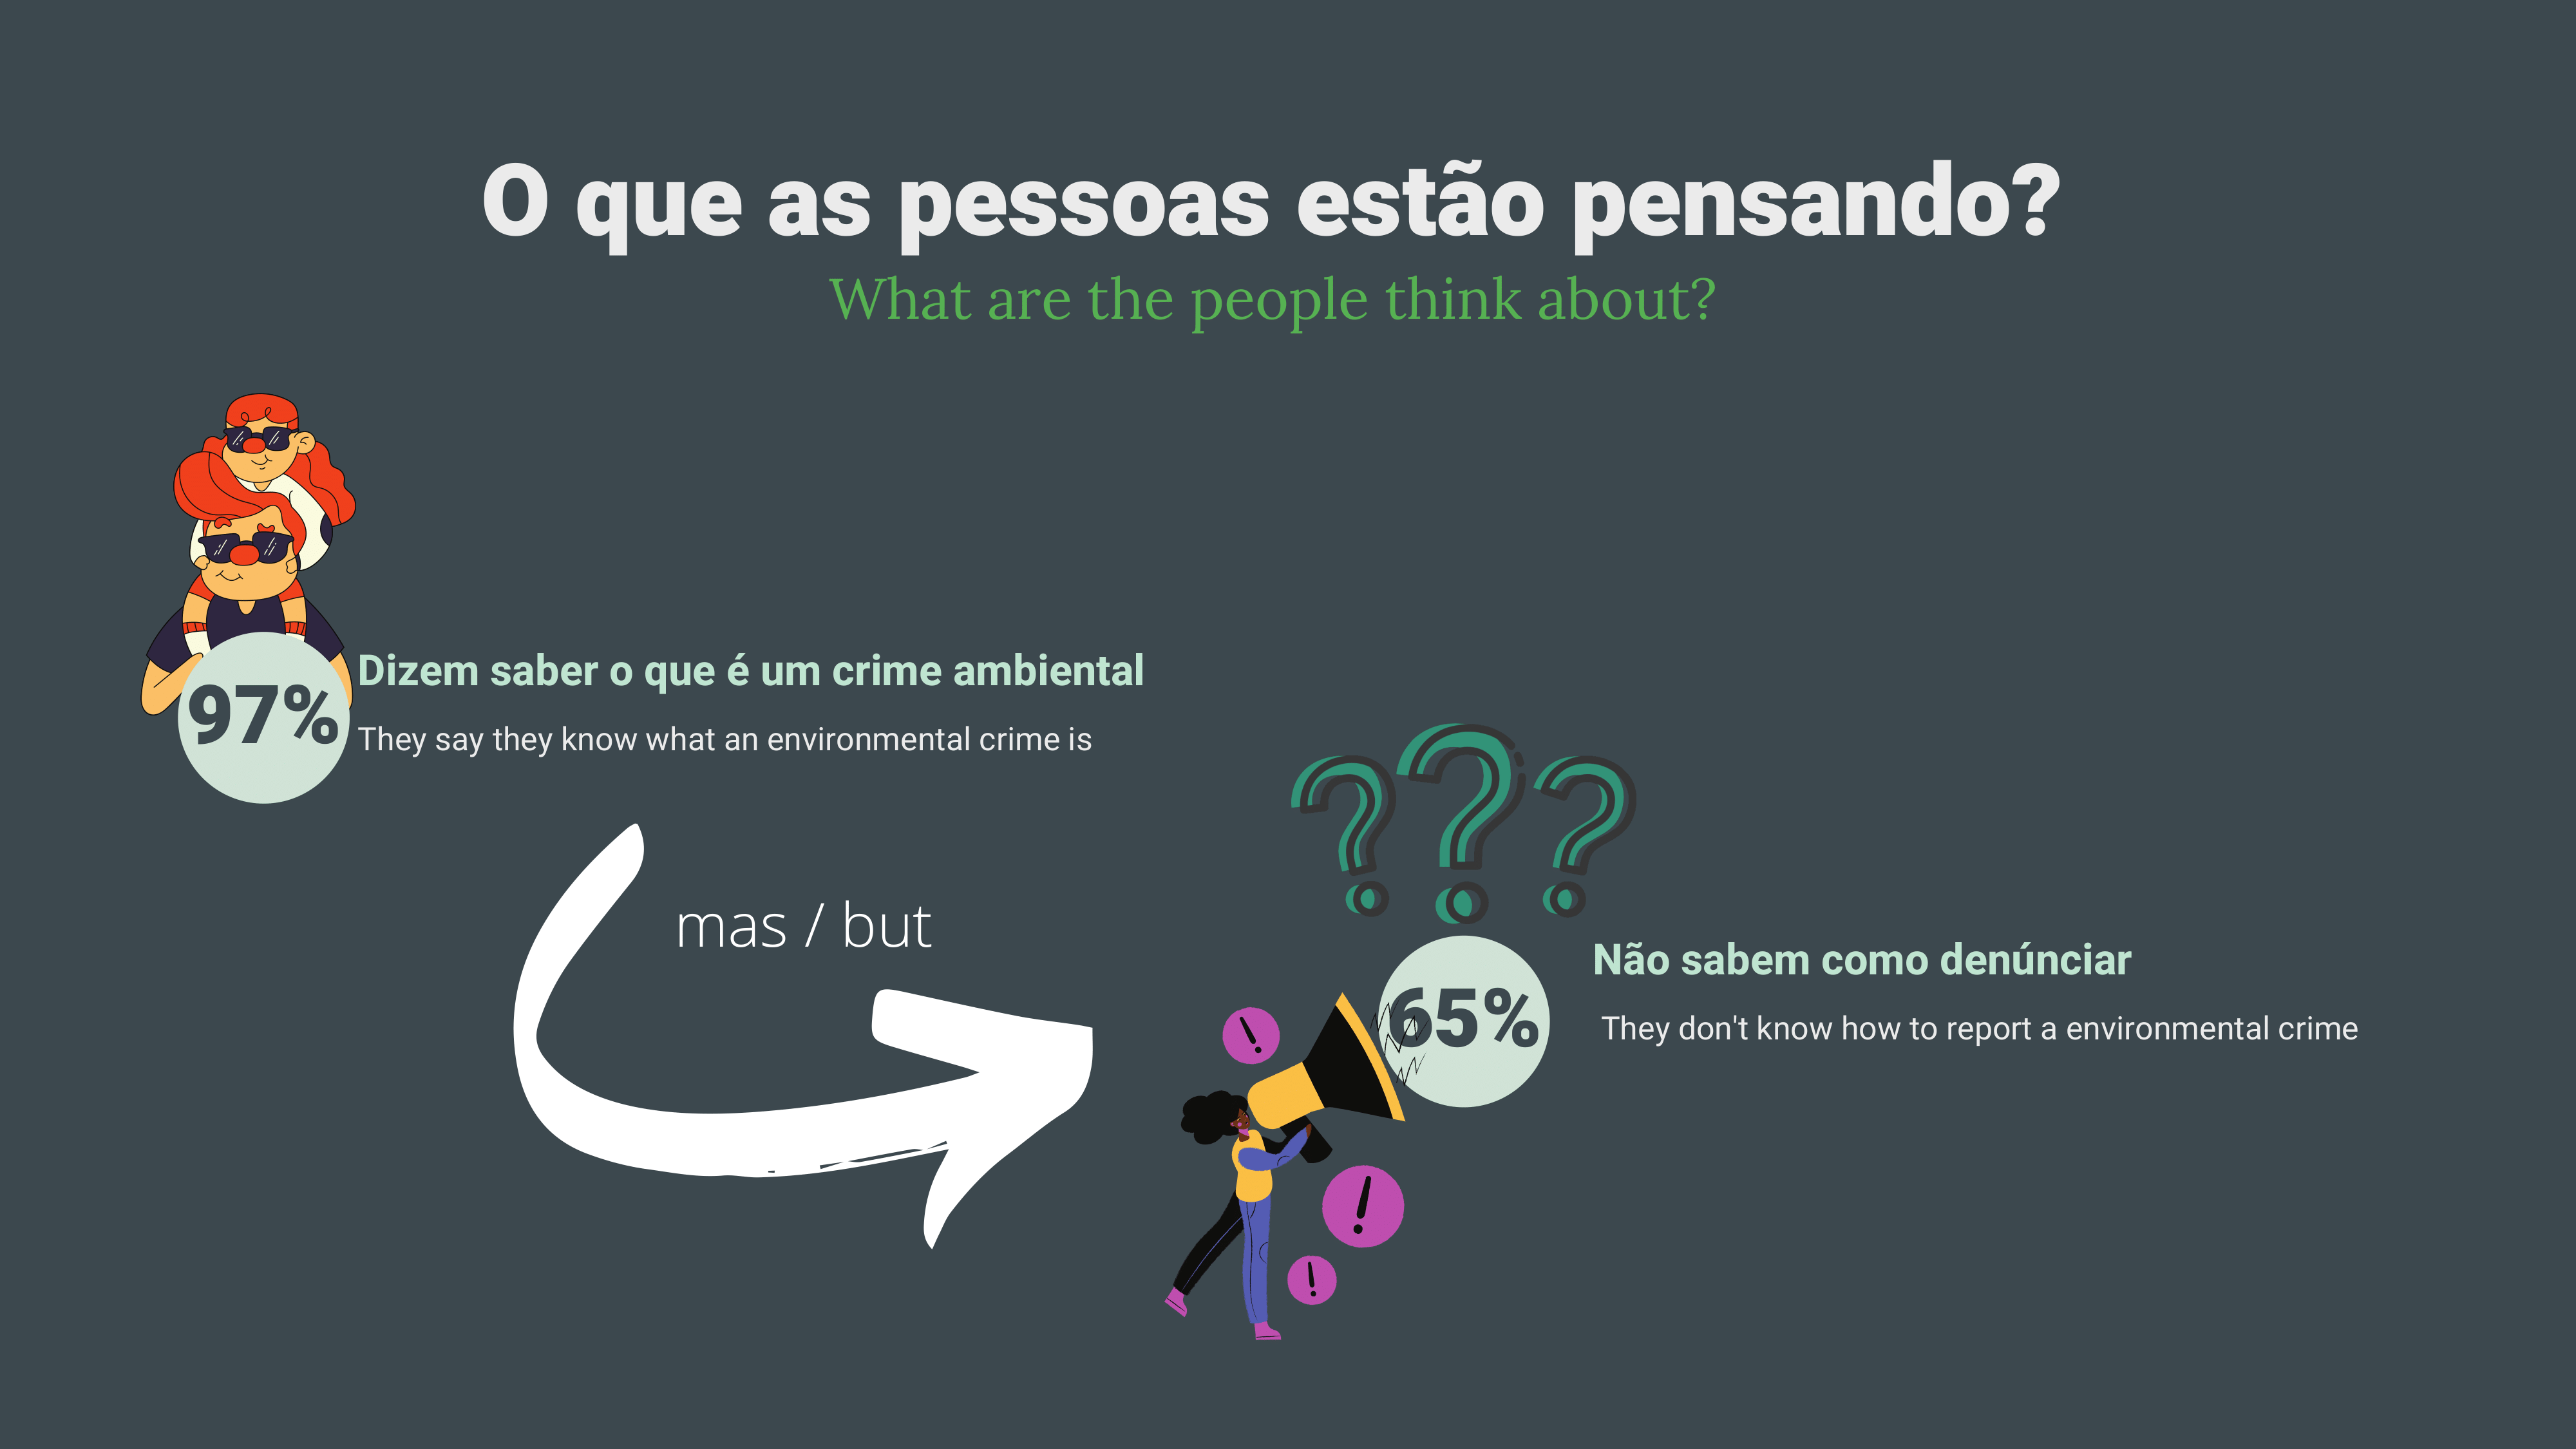 O que as pessoas estão pensando?
What are the people think about?
97%
Dizem saber o que é um crime ambiental
They say they know what an environmental crime is
mas / but
???
65%
Não sabem como denúnciar
They don't know how to report a environmental crime
!
!
!